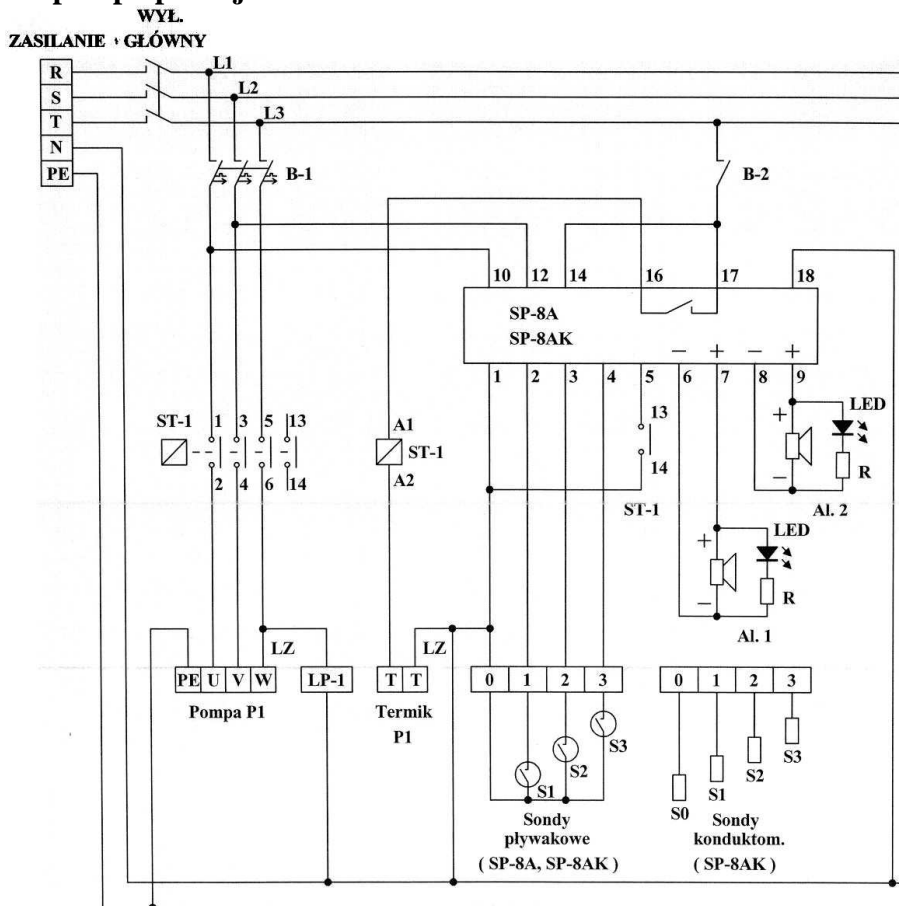 WYŁ.
ZASILANIE GŁÓWNY
R
S
T
N
PE
L1
L2
L3
B-1
B-2
10 12 14 16 17 18
SP-8A
SP-8AK
− + − +
1 2 3 4 5 6 7 8 9
ST-1
1 3 5 13
2 4 6 14
A1
ST-1
A2
13
14
ST-1
+
−
LED
R
Al. 2
+
−
LED
R
Al. 1
LZ
LZ
PE U V W
LP-1
T T
0 1 2 3
0 1 2 3
Pompa P1
Termik
P1
S1
S2
S3
S0
S1
S2
S3
Sondy
pływakowe
( SP-8A, SP-8AK )
Sondy
konduktom.
( SP-8AK )